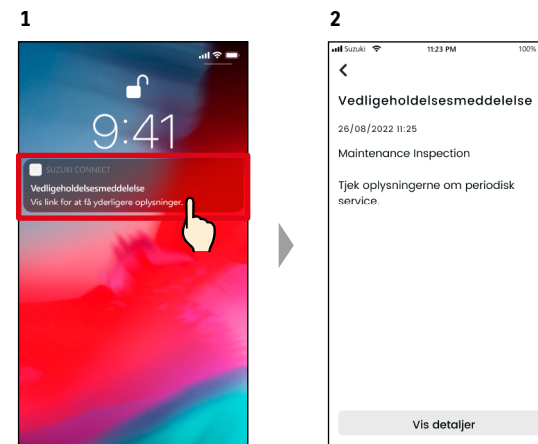 1
9:41
SUZUKI CONNECT
Vedligeholdelsesmeddelelse
Vis link for at få yderligere oplysninger.
2
Suzuki 11:23 PM 100%
Vedligeholdelsesmeddelelse
26/08/2022 11:25
Maintenance Inspection
Tjek oplysningerne om periodisk
service.
Vis detaljer